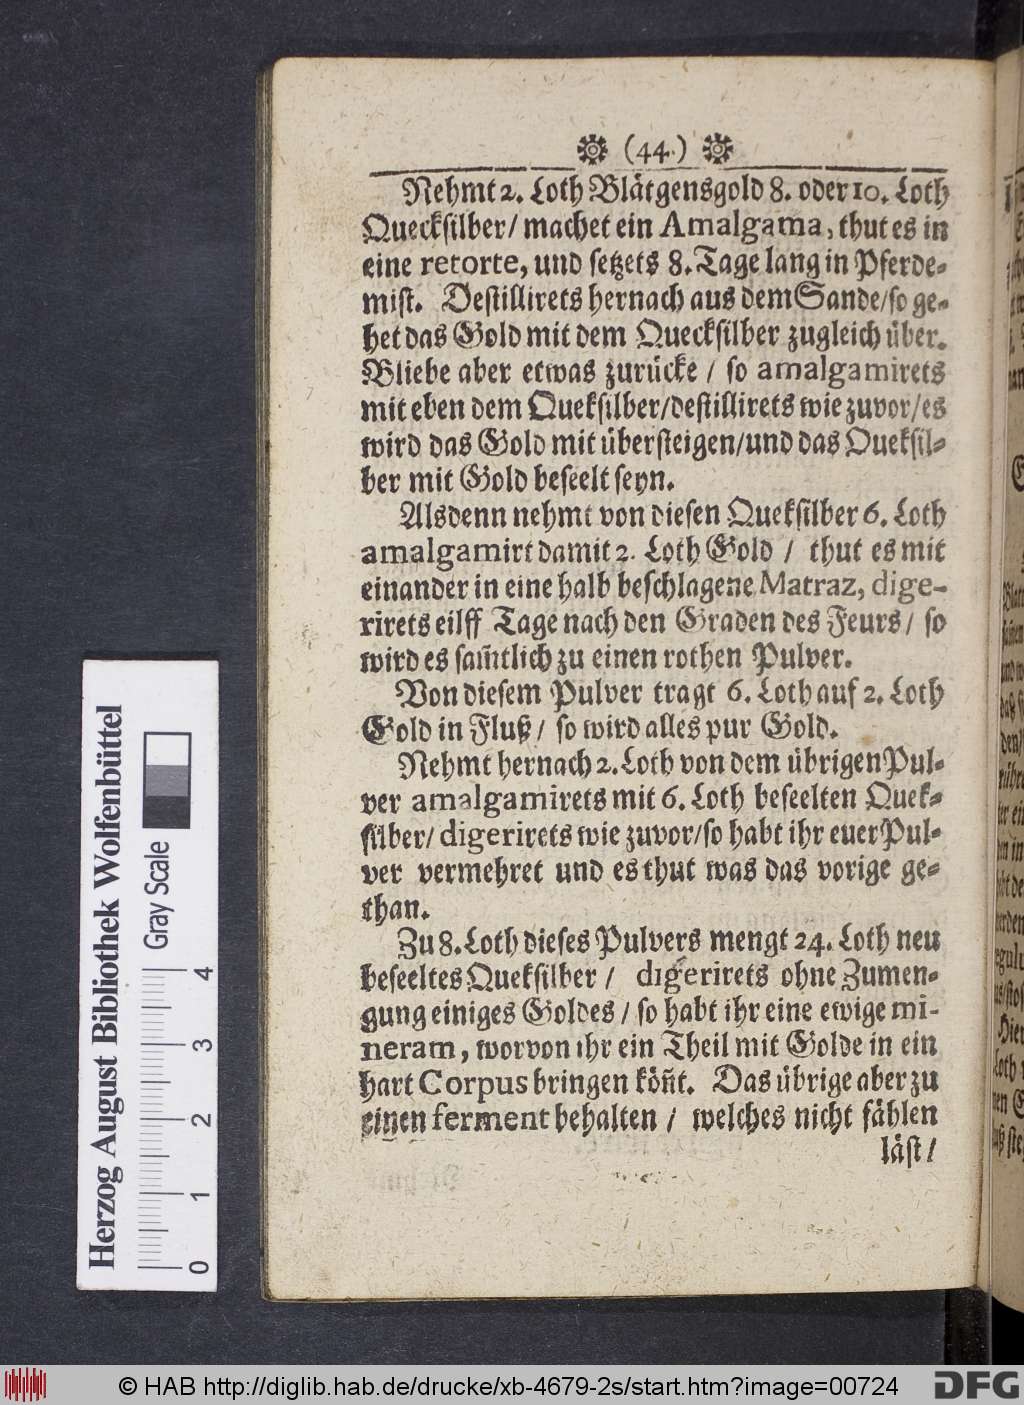 (44.)
Nehmt 2. Loth Blätgensgold 8. oder 10. Loth
Quecksilber/ machet ein Amalgama, thut es in
eine retorte, und setzets 8. Tage lang in Pferde-
mist. Destillirets hernach aus dem Sande/so ge-
het das Gold mit dem Quecksilber zugleich über.
Bliebe aber etwas zurücke / so amalgamirets
mit eben dem Queksilber/destillirets wie zuvor/es
wird das Gold mit übersteigen/und das Queksil-
ber mit Gold beseelt seyn.
Alsdenn nehmt von diesen Queksilber 6. Loth
amalgamirt damit 2. Loth Gold / thut es mit
einander in eine halb beschlagene Matraz, dige-
rirets eilff Tage nach den Graden des Feurs/ so
wird es sam̃tlich zu einen rothen Pulver.
Von diesem Pulver tragt 6. Loth auf 2. Loth
Gold in Fluß/ so wird alles pur Gold.
Nehmt hernach 2. Loth von dem übrigen Pul-
ver amalgamirets mit 6. Loth beseelten Quek-
silber/ digerirets wie zuvor/so habt ihr euer Pul-
ver vermehret und es thut was das vorige ge-
than.
Zu 8. Loth dieses Pulvers mengt 24. Loth neu
beseeltes Queksilber / digerirets ohne Zumen-
gung einiges Goldes / so habt ihr eine ewige mi-
neram, worvon ihr ein Theil mit Golde in ein
hart Corpus bringen kön̄t. Das übrige aber zu
einen ferment behalten / welches nicht fählen
läst/
Herzog August Bibliothek Wolfenbüttel
Gray Scale
0 1 2 3 4
© HAB http://diglib.hab.de/drucke/xb-4679-2s/start.htm?image=00724
DFG